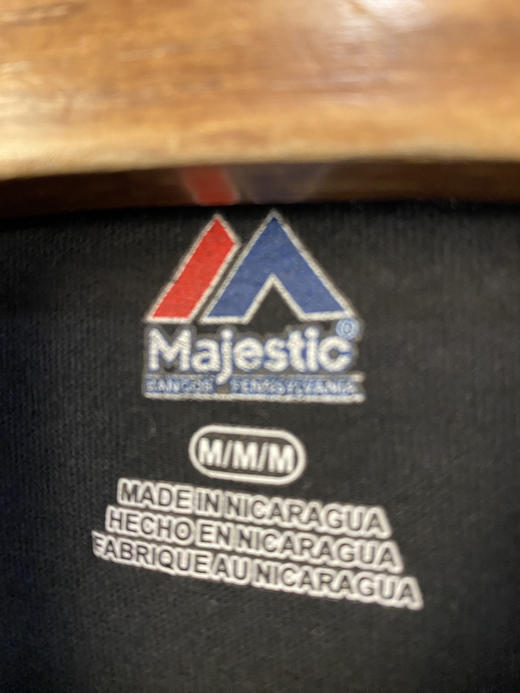 Majestic®
BANGOR, PENNSYLVANIA
M/M/M
MADE IN NICARAGUA
HECHO EN NICARAGUA
FABRIQUE AU NICARAGUA